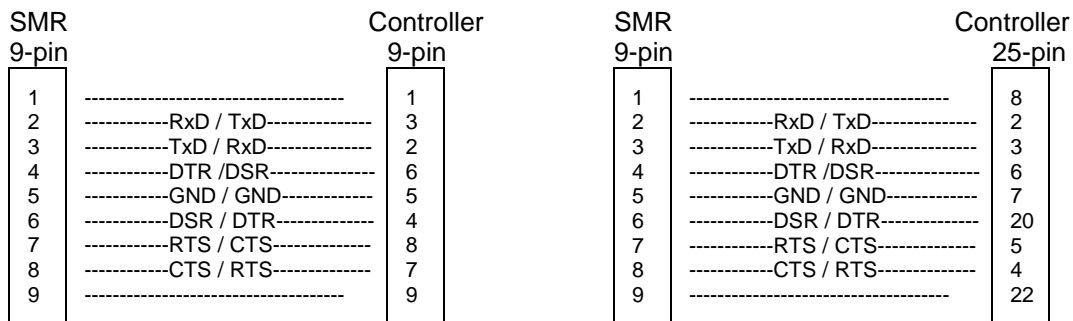 SMR Controller
9-pin 9-pin
1 ------------------------------------- 1
2 ------------RxD / TxD--------------- 3
3 ------------TxD / RxD--------------- 2
4 ------------DTR /DSR--------------- 6
5 ------------GND / GND------------- 5
6 ------------DSR / DTR-------------- 4
7 ------------RTS / CTS-------------- 8
8 ------------CTS / RTS-------------- 7
9 ------------------------------------- 9
SMR Controller
9-pin 25-pin
1 ------------------------------------- 8
2 ------------RxD / TxD--------------- 2
3 ------------TxD / RxD--------------- 3
4 ------------DTR /DSR--------------- 6
5 ------------GND / GND------------- 7
6 ------------DSR / DTR-------------- 20
7 ------------RTS / CTS-------------- 5
8 ------------CTS / RTS-------------- 4
9 ------------------------------------- 22